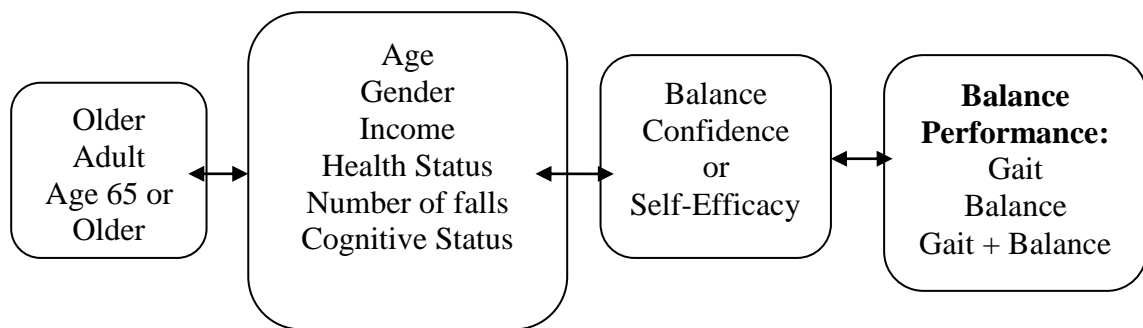 Older
Adult
Age 65 or
Older
Age
Gender
Income
Health Status
Number of falls
Cognitive Status
Balance
Confidence
or
Self-Efficacy
Balance
Performance:
Gait
Balance
Gait + Balance